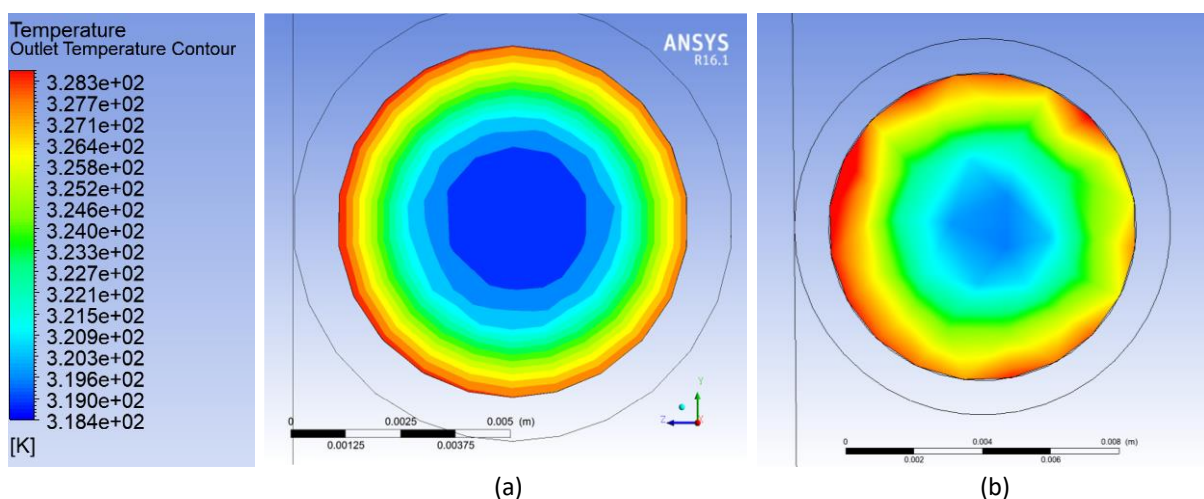 Temperature
Outlet Temperature Contour
3.283e+02
3.277e+02
3.271e+02
3.264e+02
3.258e+02
3.252e+02
3.246e+02
3.240e+02
3.233e+02
3.227e+02
3.221e+02
3.215e+02
3.209e+02
3.203e+02
3.196e+02
3.190e+02
3.184e+02
[K]
ANSYS
R16.1
0 0.0025 0.005 (m)
0.00125 0.00375
Y
Z X
(a)
0 0.004 0.008 (m)
0.002 0.006
(b)